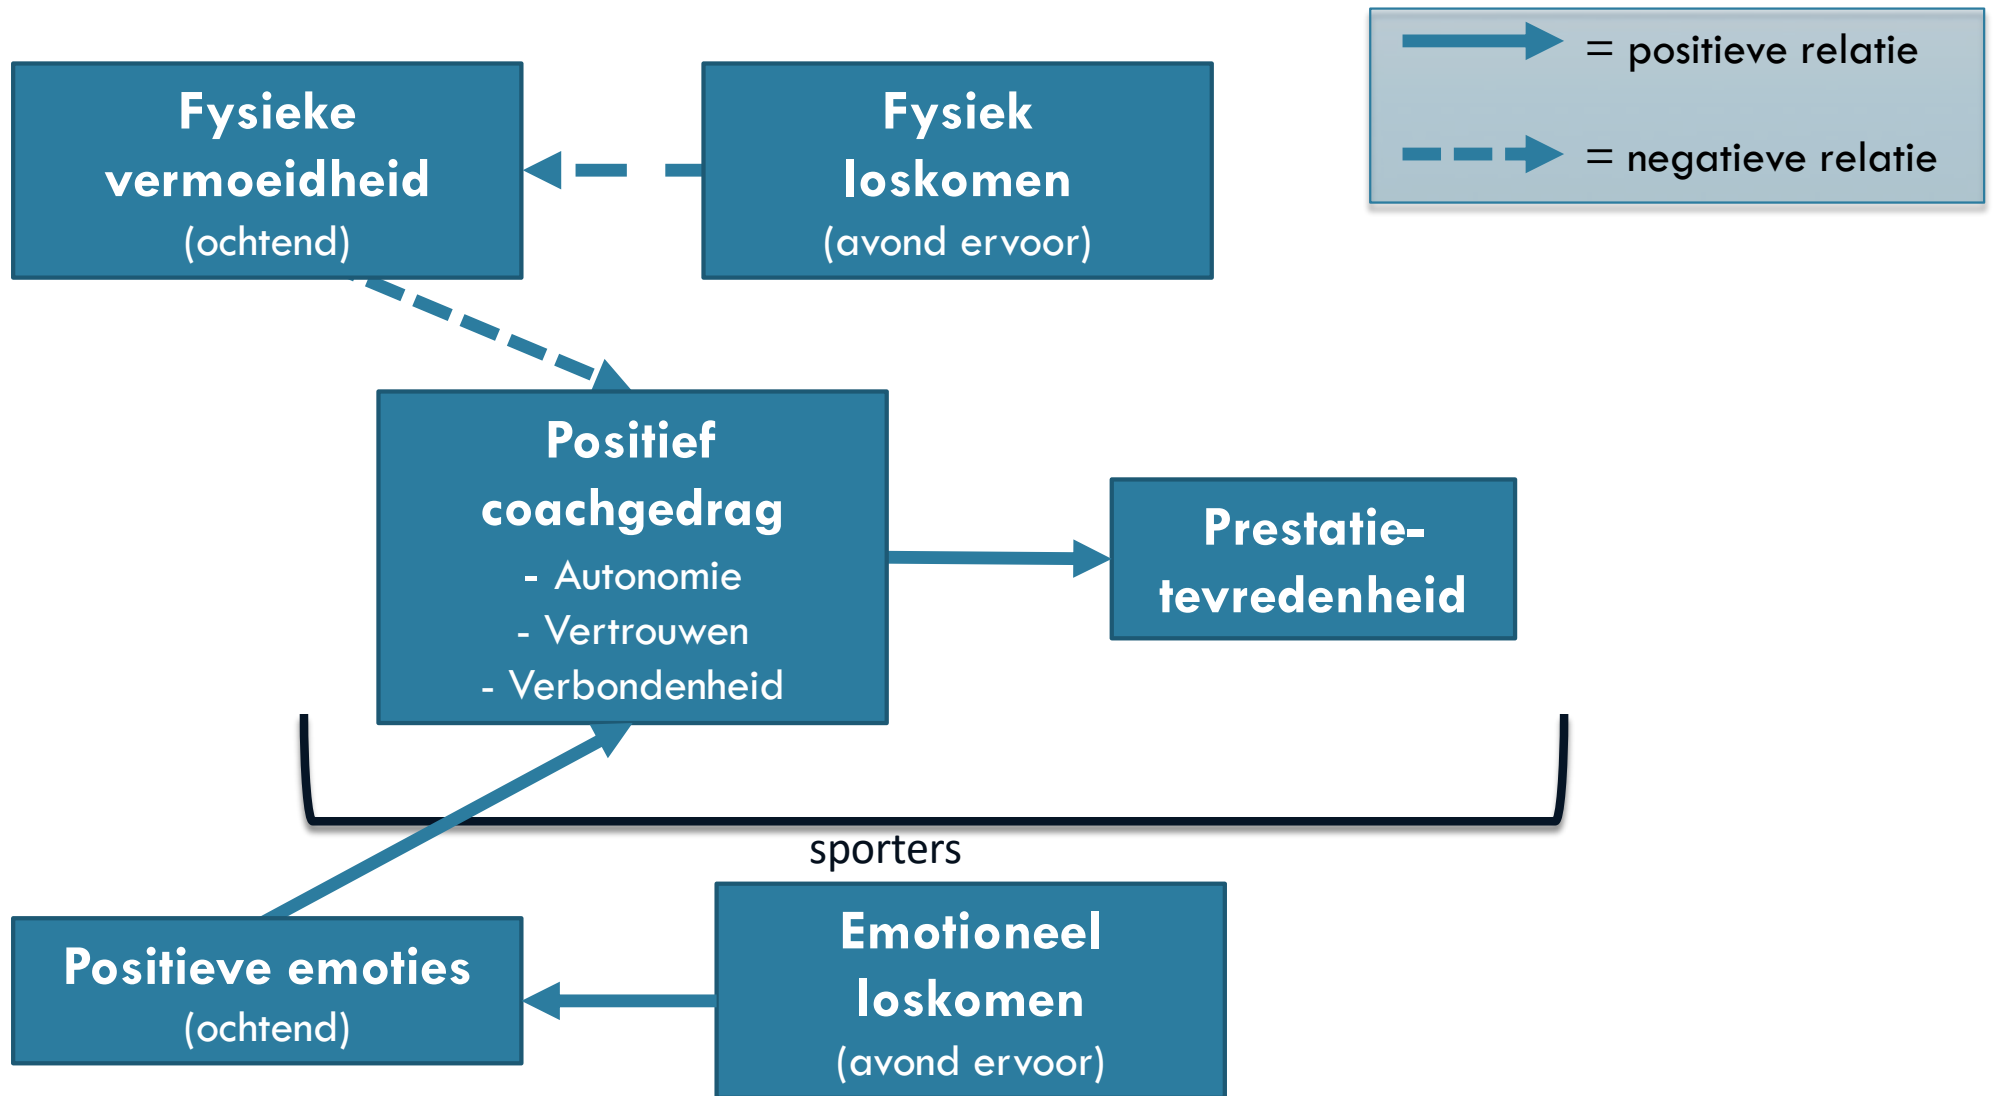 = positieve relatie
= negatieve relatie
Fysieke
vermoeidheid
(ochtend)
Fysiek
loskomen
(avond ervoor)
Positief
coachgedrag
- Autonomie
- Vertrouwen
- Verbondenheid
Prestatie-
tevredenheid
sporters
Positieve emoties
(ochtend)
Emotioneel
loskomen
(avond ervoor)